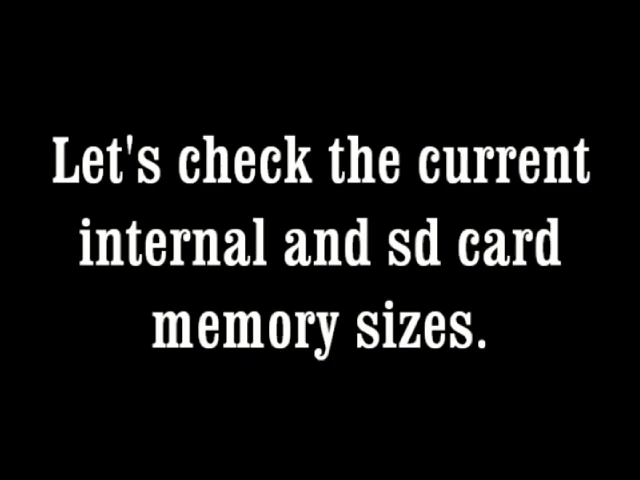 Let's check the current
internal and sd card
memory sizes.